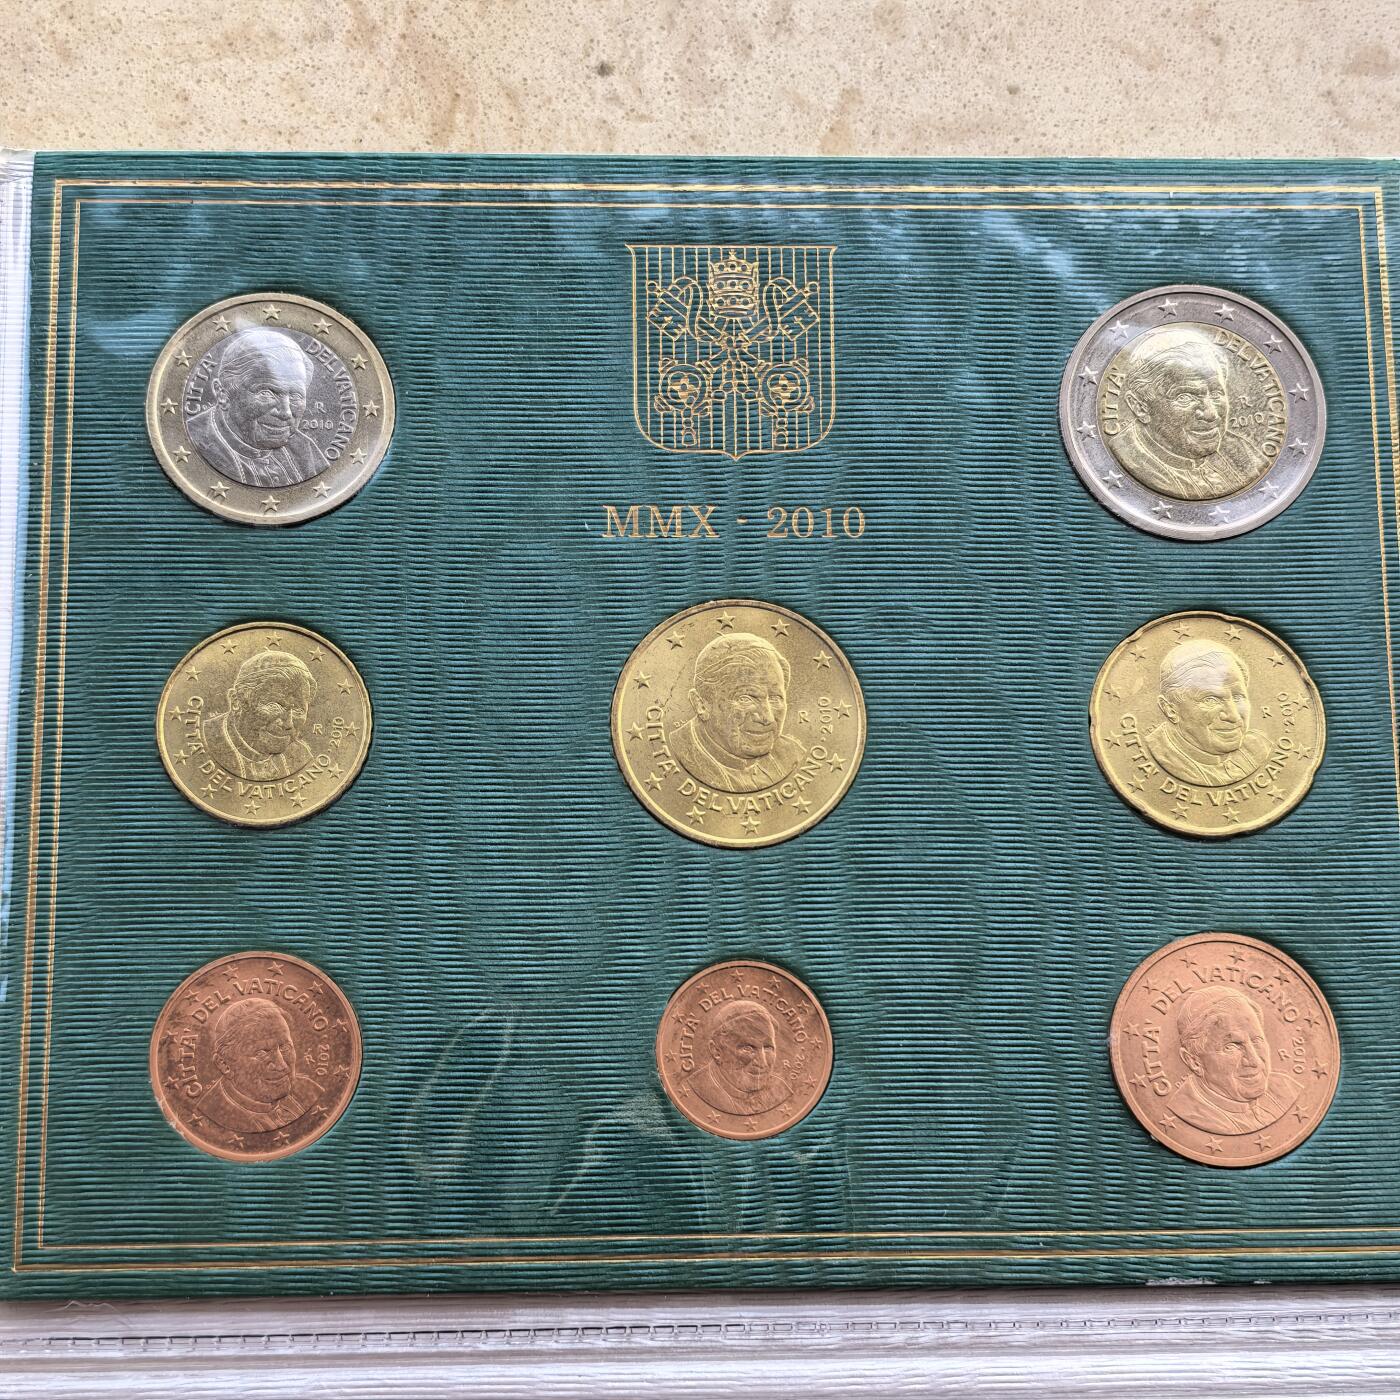 CITTA' DEL VATICANO R 2010
CITTA' DEL VATICANO R 2010
MMX - 2010
CITTA' DEL VATICANO · 2010 R
CITTA' DEL VATICANO · 2010 R
CITTA' DEL VATICANO · 2010 R
CITTA' DEL VATICANO 2010 R
CITTA' DEL VATICANO 2010 R
CITTA' DEL VATICANO 2010 R